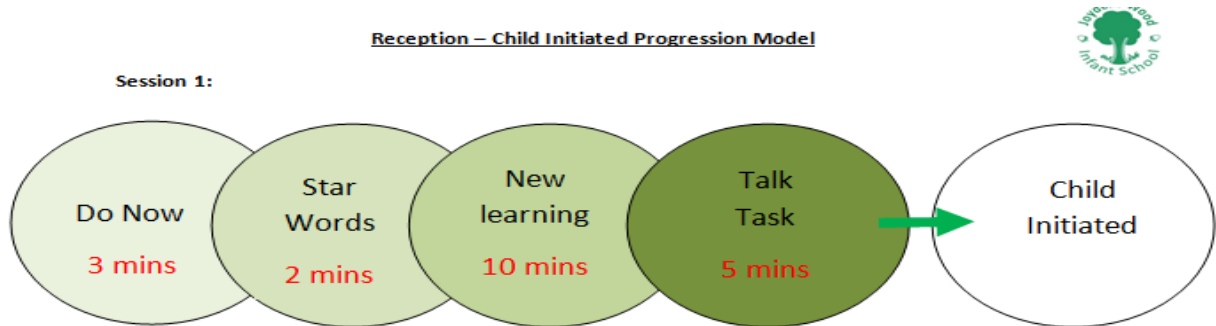 Reception – Child Initiated Progression Model
Infant School
Session 1:
Do Now
3 mins
Star
Words
2 mins
New
learning
10 mins
Talk
Task
5 mins
Child
Initiated